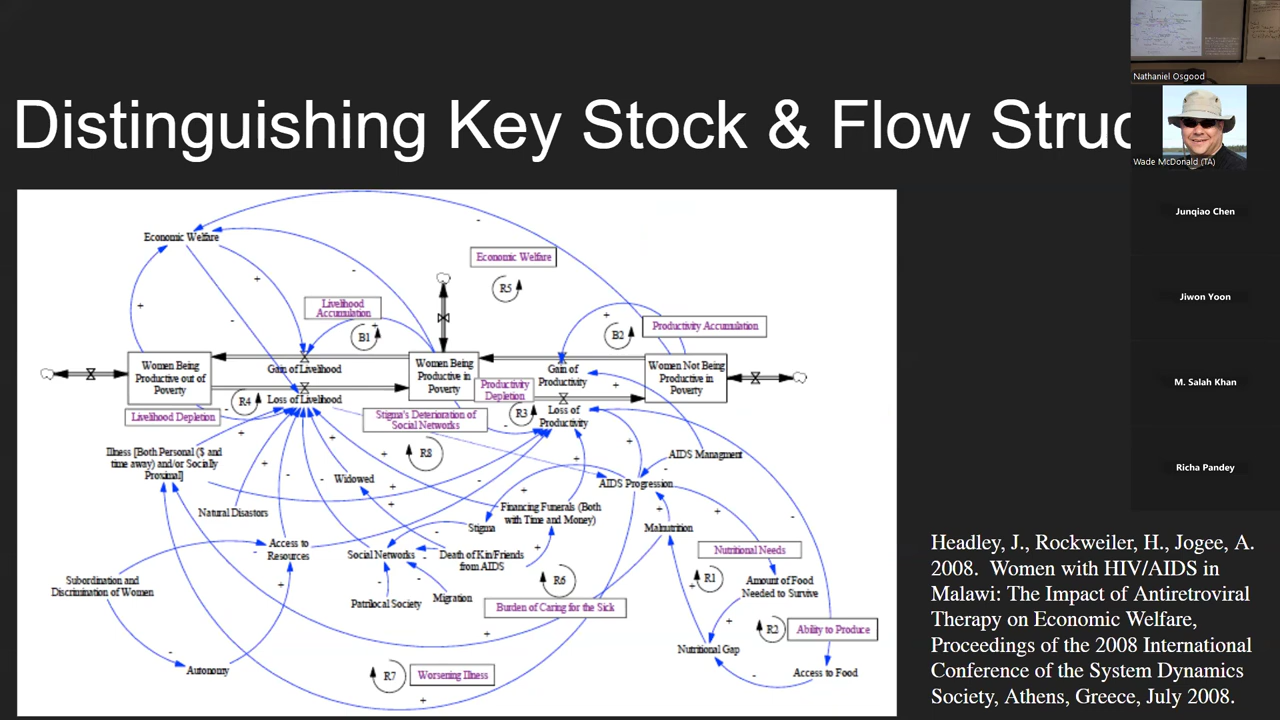 Distinguishing Key Stock & Flow Struc
Nathaniel Osgood
Wade McDonald (TA)
Junqiao Chen
Jiwon Yoon
M. Salah Khan
Richa Pandey
Economic Welfare
Economic Welfare
R5
Livelihood
Accumulation
B1
B2
Productivity Accumulation
Women Being
Productive out of
Poverty
Gain of Livelihood
Women Being
Productive in
Poverty
Gain of
Productivity
Women Not Being
Productive in
Poverty
Loss of Livelihood
R4
Productivity
Depletion
R3
Loss of
Productivity
Livelihood Depletion
Stigma's Deterioration of
Social Networks
R8
Illness [Both Personal ($ and
time away) and/or Socially
Proximal]
Widowed
AIDS Managment
AIDS Progression
Natural Disastors
Financing Funerals (Both
with Time and Money)
Stigma
Malnutrition
Access to
Resources
Social Networks
Death of Kin/Friends
from AIDS
Nutritional Needs
Subordination and
Discrimination of Women
R6
R1
Amount of Food
Needed to Survive
Patrilocal Society
Migration
Burden of Caring for the Sick
R2
Ability to Produce
Nutritional Gap
Autonomy
R7
Worsening Illness
Access to Food
Headley, J., Rockweiler, H., Jogee, A.
2008. Women with HIV/AIDS in
Malawi: The Impact of Antiretroviral
Therapy on Economic Welfare,
Proceedings of the 2008 International
Conference of the System Dynamics
Society, Athens, Greece, July 2008.